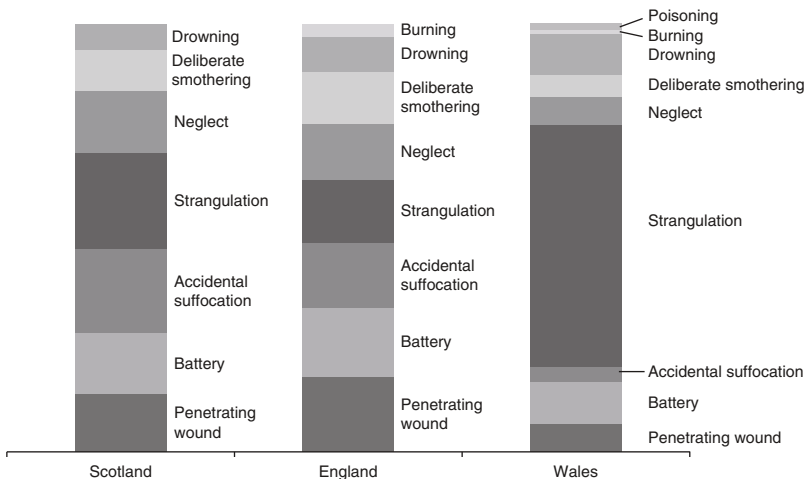 Drowning
Deliberate
smothering
Neglect
Strangulation
Accidental
suffocation
Battery
Penetrating
wound
Scotland
Burning
Drowning
Deliberate
smothering
Neglect
Strangulation
Accidental
suffocation
Battery
Penetrating
wound
England
Poisoning
Burning
Drowning
Deliberate smothering
Neglect
Strangulation
Accidental suffocation
Battery
Penetrating wound
Wales